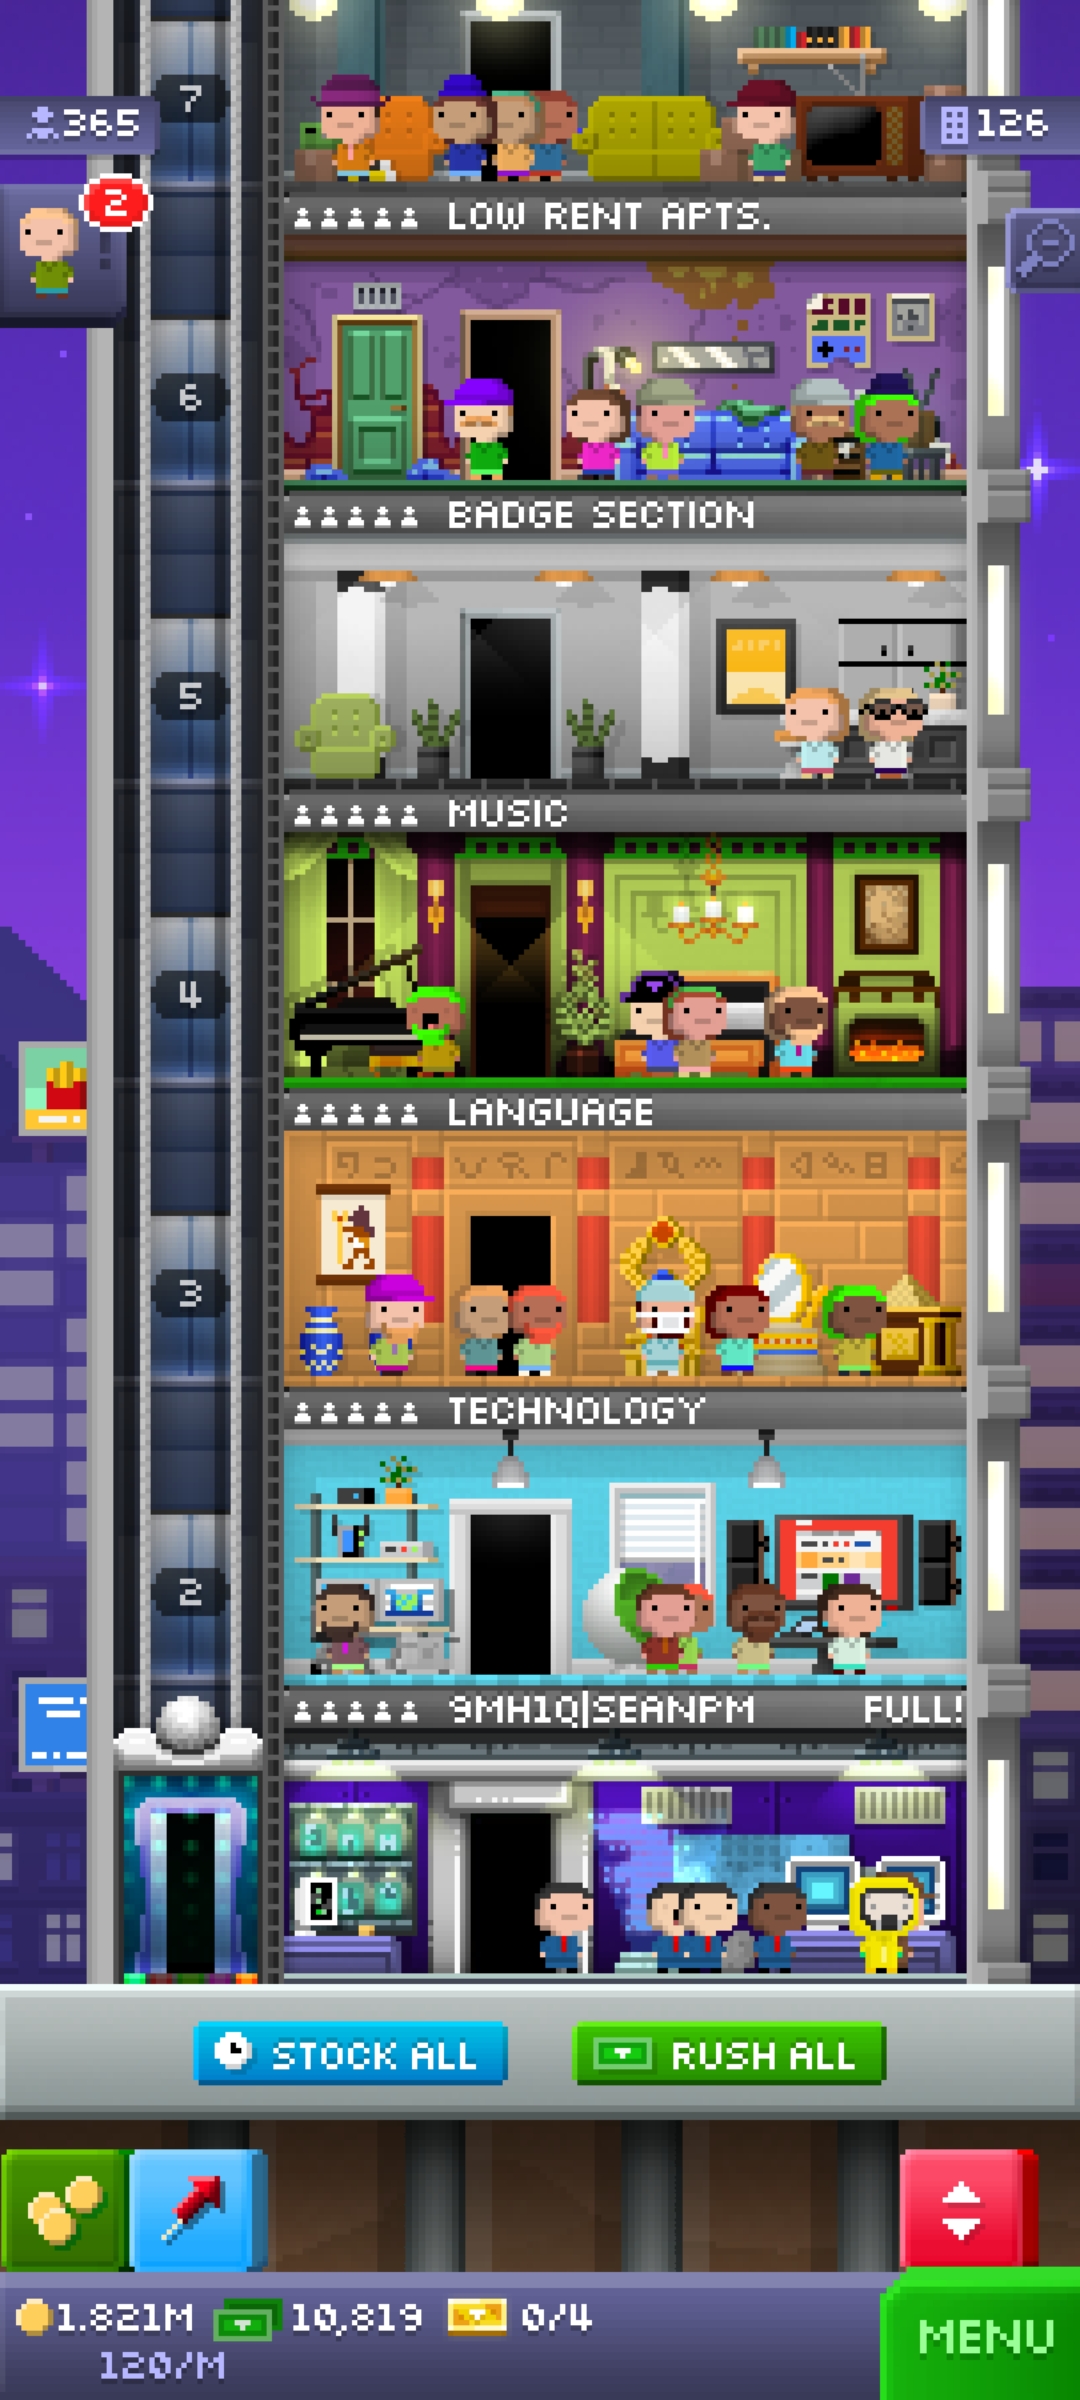 7
365
126
2
LOW RENT APTS.
6
BADGE SECTION
5
MUSIC
4
LANGUAGE
3
TECHNOLOGY
2
9MH1Q|SEANPM FULL!
STOCK ALL
RUSH ALL
1.821M 10,819 0/4
120/M
MENU